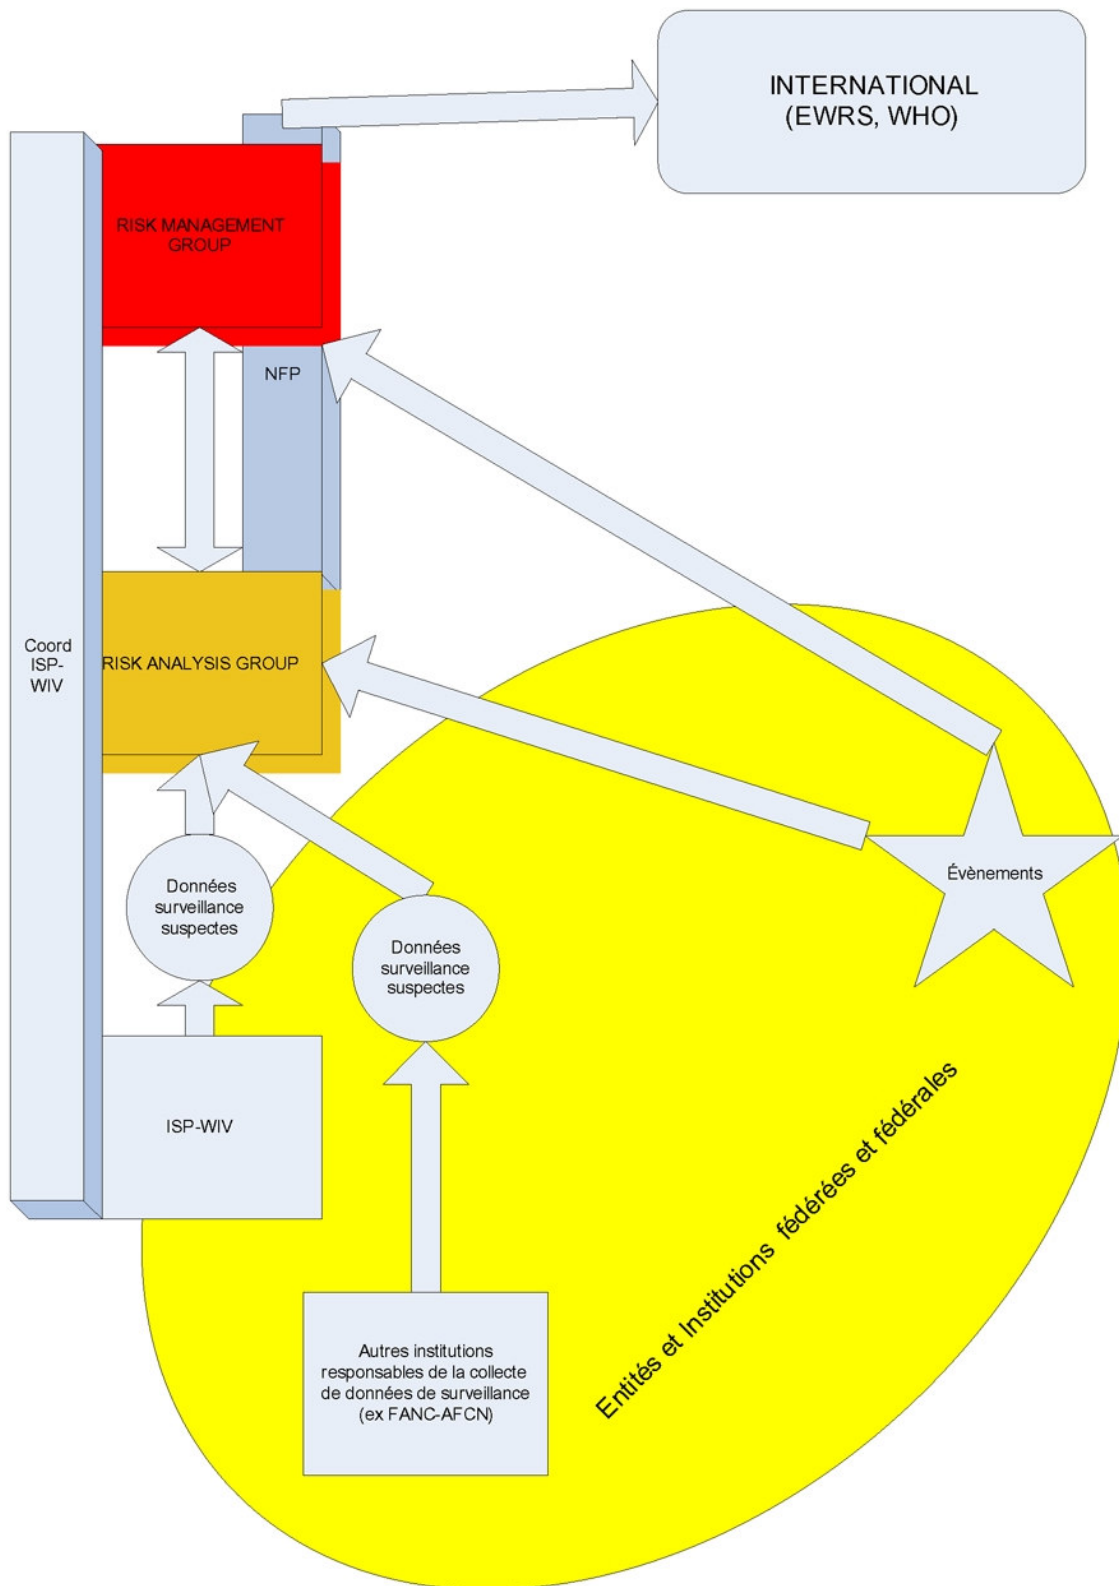 INTERNATIONAL
(EWRS, WHO)
RISK MANAGEMENT
GROUP
NFP
Coord
ISP-
WIV
RISK ANALYSIS GROUP
Données
surveillance
suspectes
Données
surveillance
suspectes
Évènements
ISP-WIV
Autres institutions
responsables de la collecte
de données de surveillance
(ex FANC-AFCN)
Entités et Institutions fédérées et fédérales